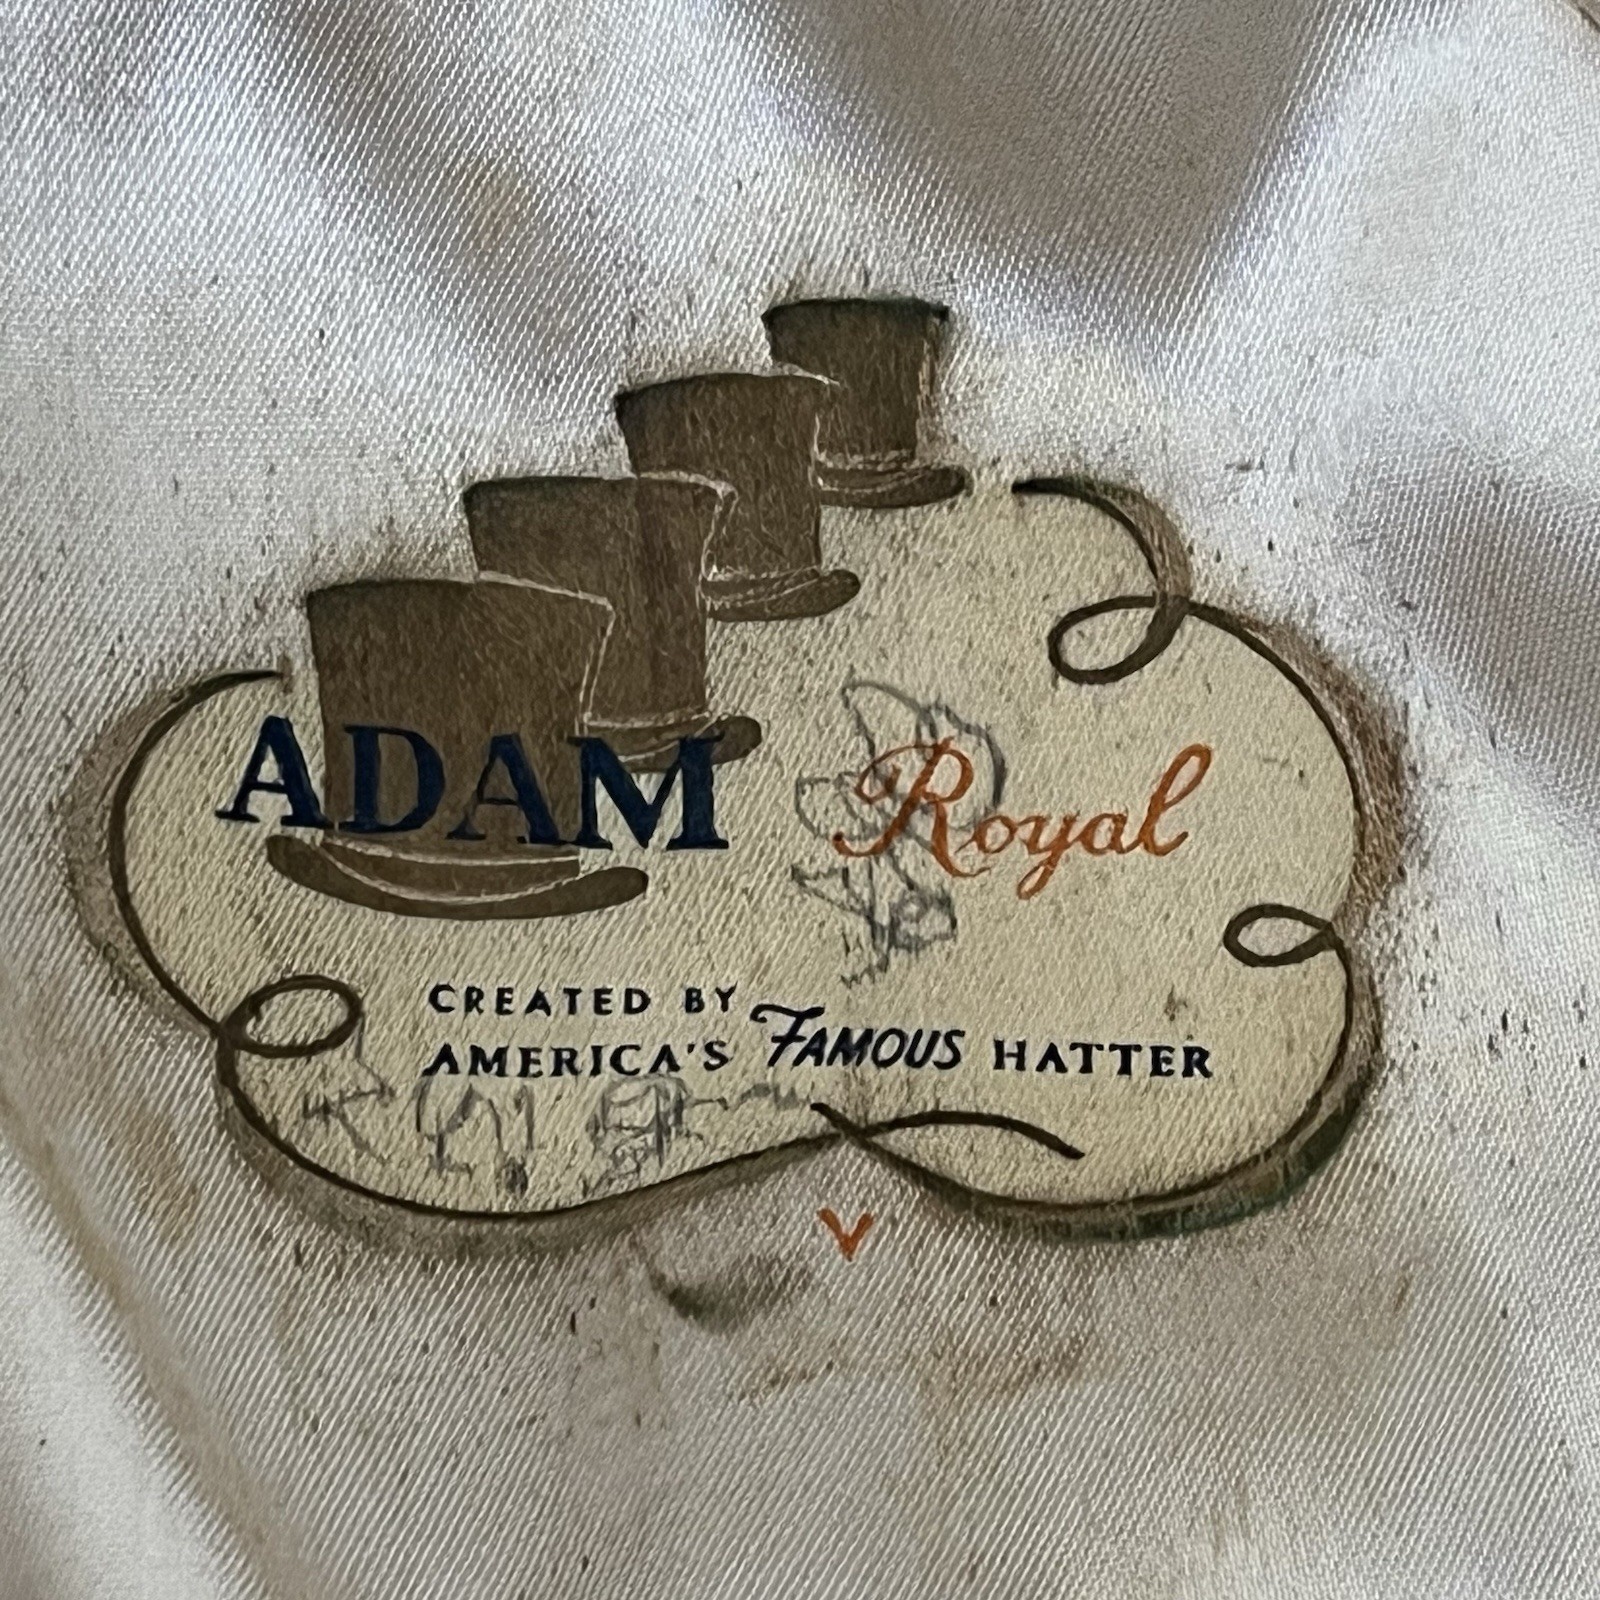 ADAM Royal
CREATED BY
AMERICA'S FAMOUS HATTER
V